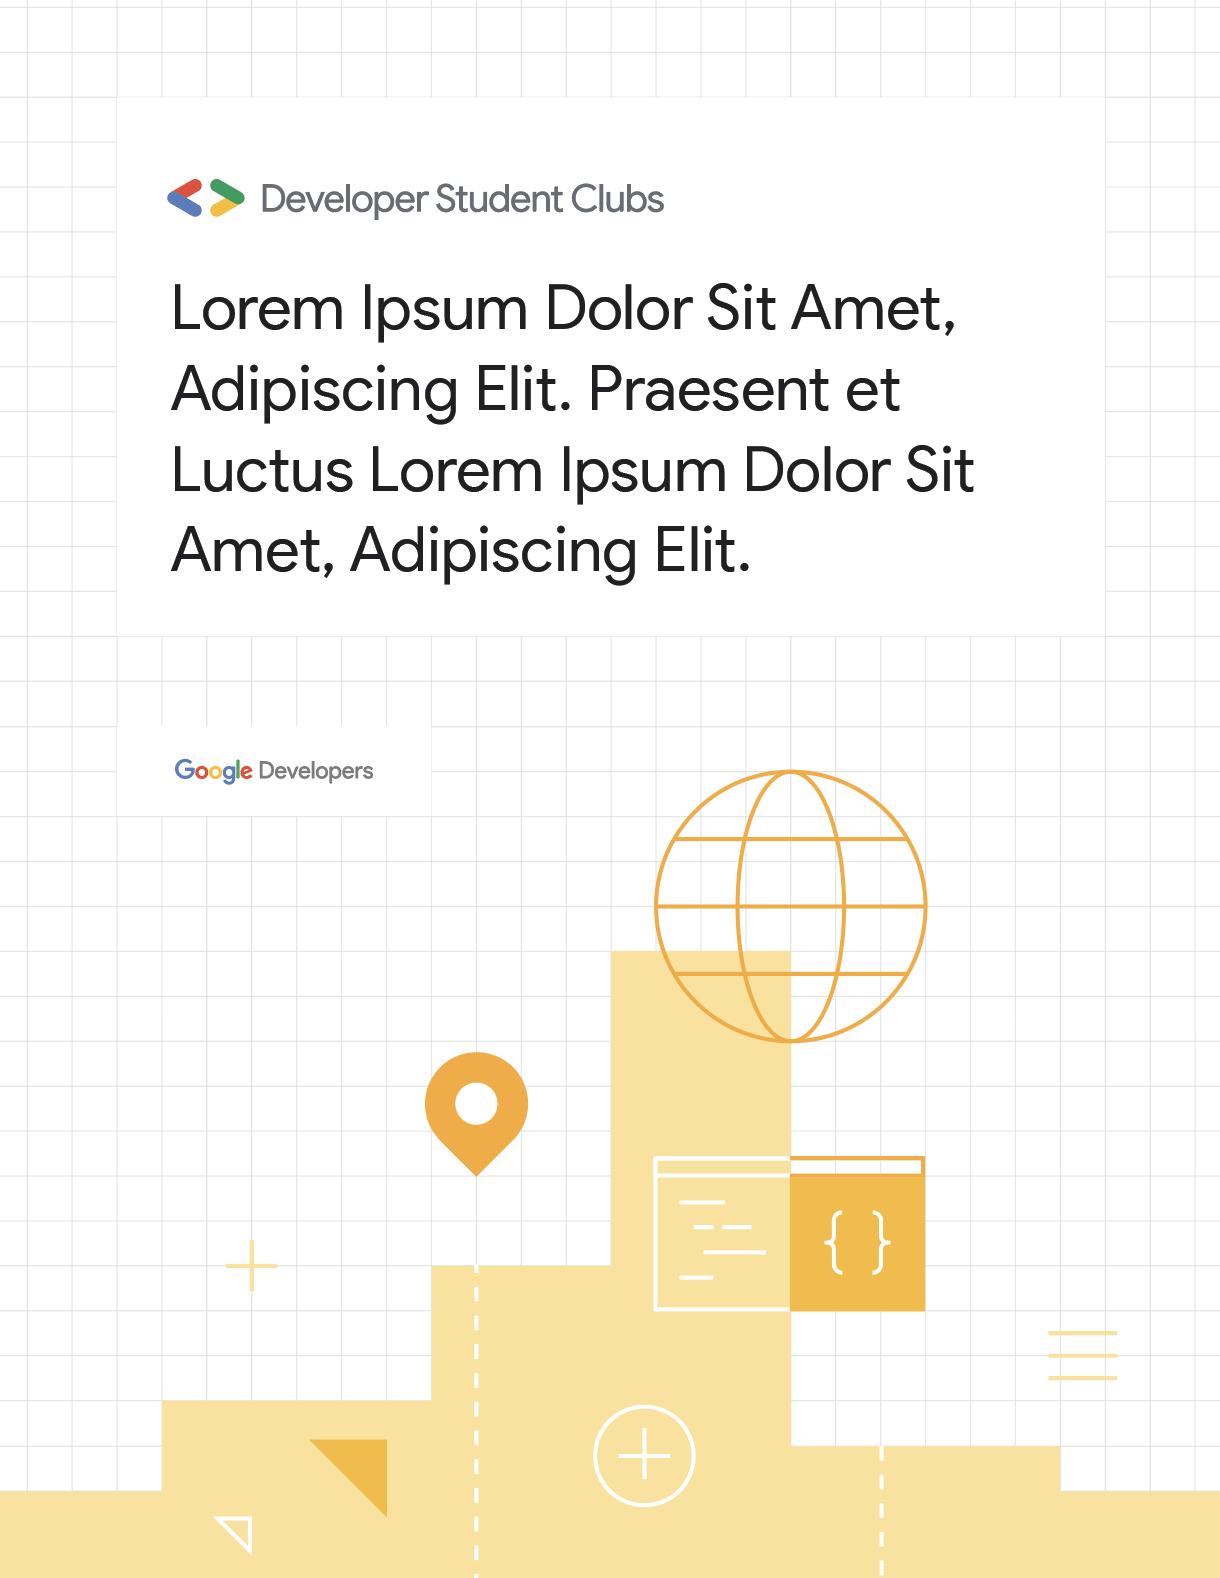 Developer Student Clubs
Lorem Ipsum Dolor Sit Amet,
Adipiscing Elit. Praesent et
Luctus Lorem Ipsum Dolor Sit
Amet, Adipiscing Elit.
Google Developers
{ }